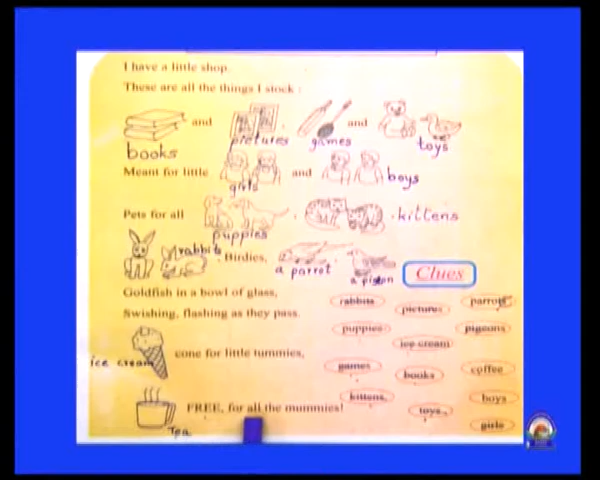 I have a little shop.
These are all the things I stock :
and and
books pictures games toys
Meant for little and boys
girls
Pets for all , , kittens
puppies
rabbits , Birdies,
a parrot a pigeon
Clues
Goldfish in a bowl of glass,
Swishing, flashing as they pass.
rabbits pictures parrots
puppies ice cream pigeons
ice cream cone for little tummies,
games books coffee
kittens toys boys
FREE, for all the mummies!
Tea
girls